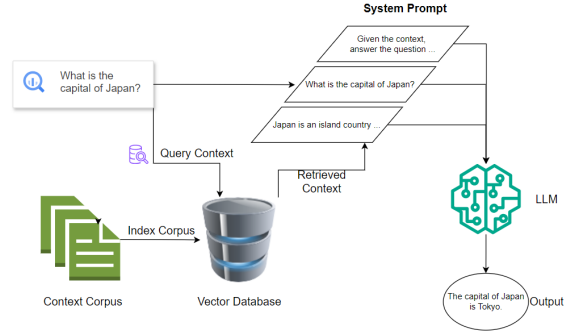 System Prompt
Given the context,
answer the question ...
What is the
capital of Japan?
What is the capital of Japan?
Japan is an island country ...
Query Context
Retrieved
Context
LLM
Index Corpus
Context Corpus
Vector Database
The capital of Japan
is Tokyo.
Output